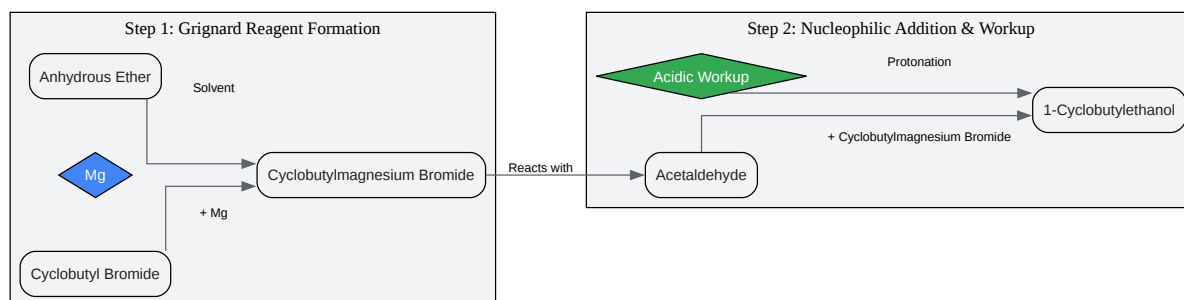 Step 1: Grignard Reagent Formation
Anhydrous Ether
Solvent
Mg
Cyclobutylmagnesium Bromide
+ Mg
Cyclobutyl Bromide
Reacts with
Step 2: Nucleophilic Addition & Workup
Acidic Workup
Protonation
1-Cyclobutylethanol
+ Cyclobutylmagnesium Bromide
Acetaldehyde